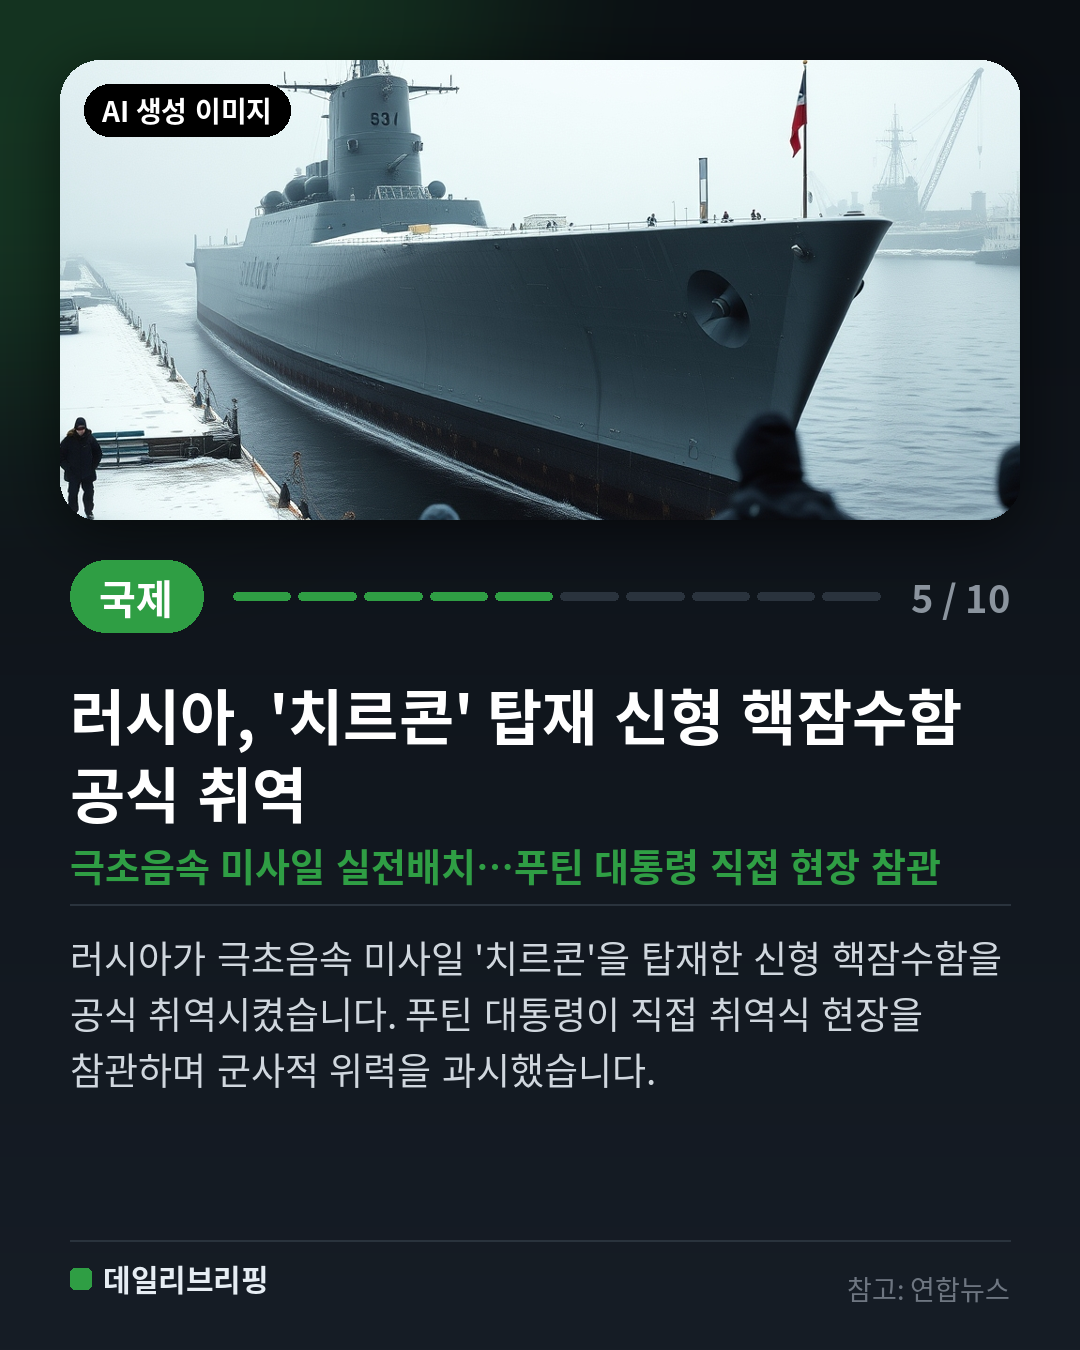 AI 생성 이미지
국제
5 / 10
러시아, '치르콘' 탑재 신형 핵잠수함
공식 취역
극초음속 미사일 실전배치…푸틴 대통령 직접 현장 참관
러시아가 극초음속 미사일 '치르콘'을 탑재한 신형 핵잠수함을
공식 취역시켰습니다. 푸틴 대통령이 직접 취역식 현장을
참관하며 군사적 위력을 과시했습니다.
데일리브리핑
참고: 연합뉴스